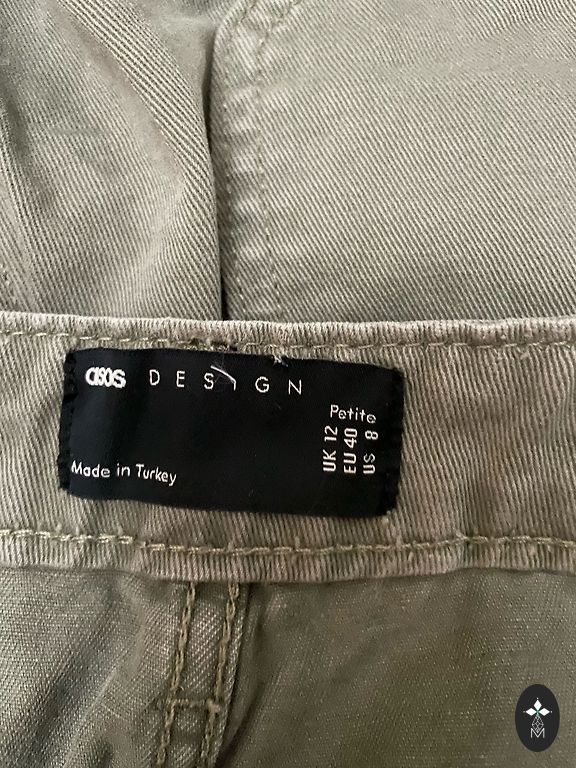 asos DESIGN
Petite
UK 12
EU 40
US 8
Made in Turkey
M